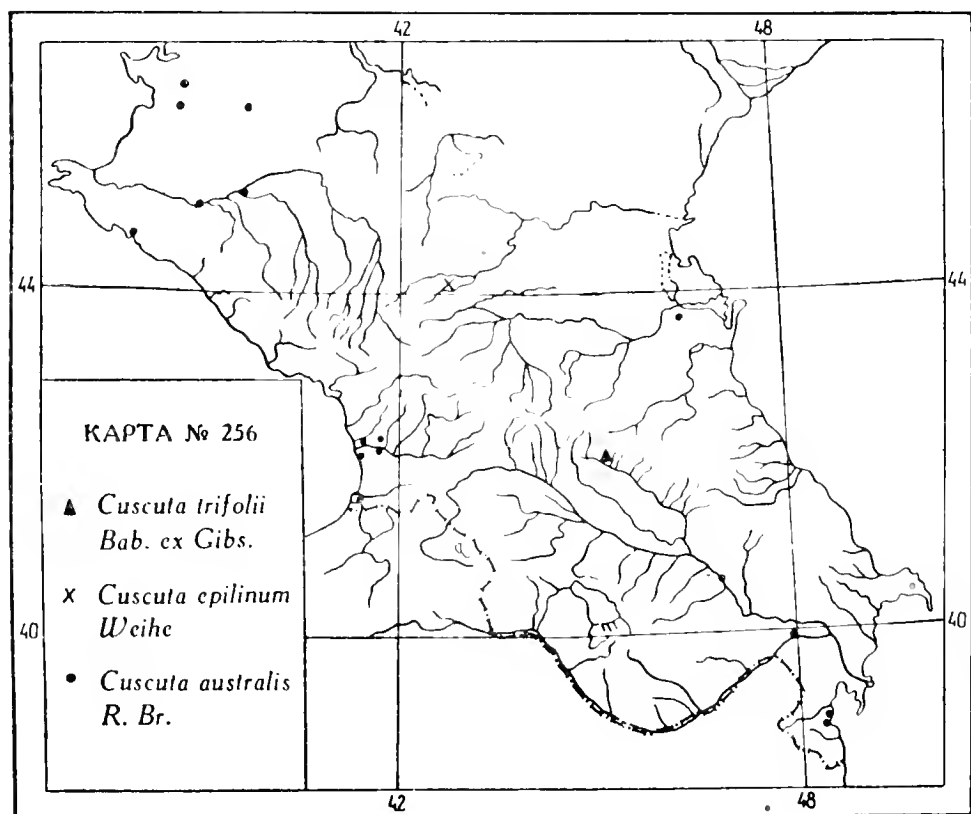 42 48
44 44
КАРТА № 256
▲ Cuscuta trifolii
Bab. ex Gibs.
x Cuscuta epilinum
Weihe
• Cuscuta australis
R. Br.
40 40
42 48